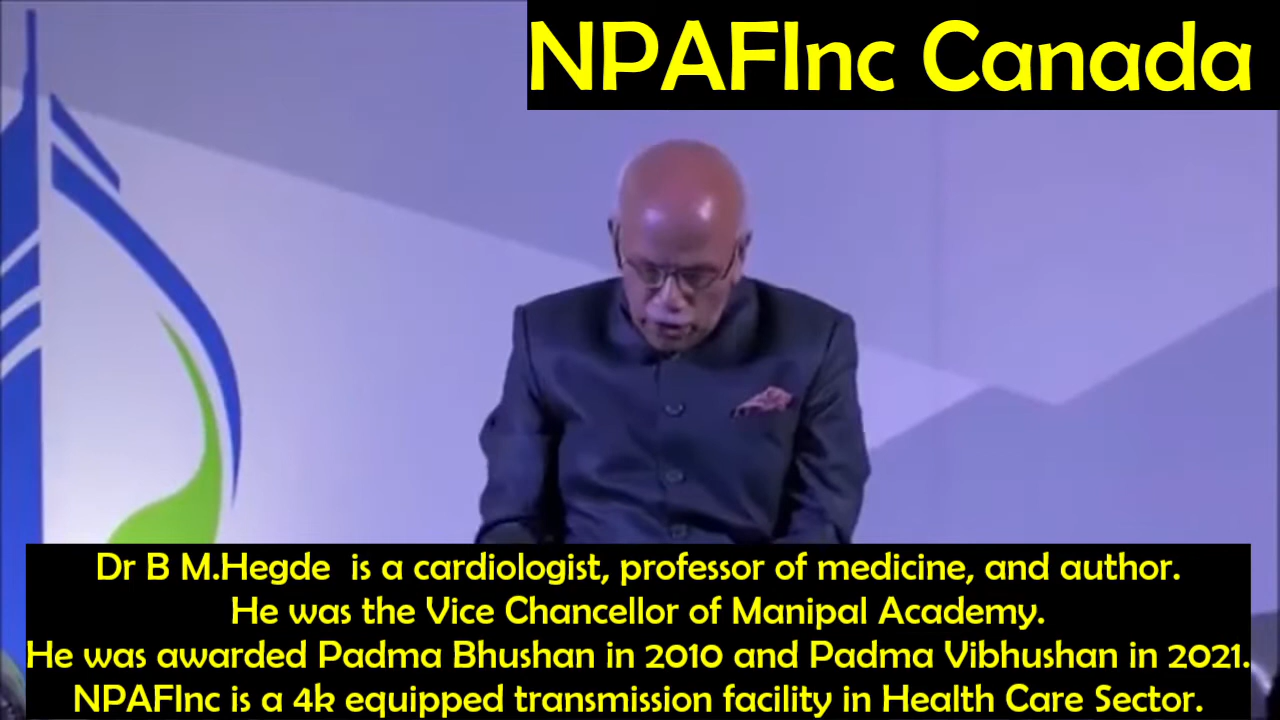 NPAFInc Canada
Dr B M.Hegde is a cardiologist, professor of medicine, and author.
He was the Vice Chancellor of Manipal Academy.
He was awarded Padma Bhushan in 2010 and Padma Vibhushan in 2021.
NPAFInc is a 4k equipped transmission facility in Health Care Sector.